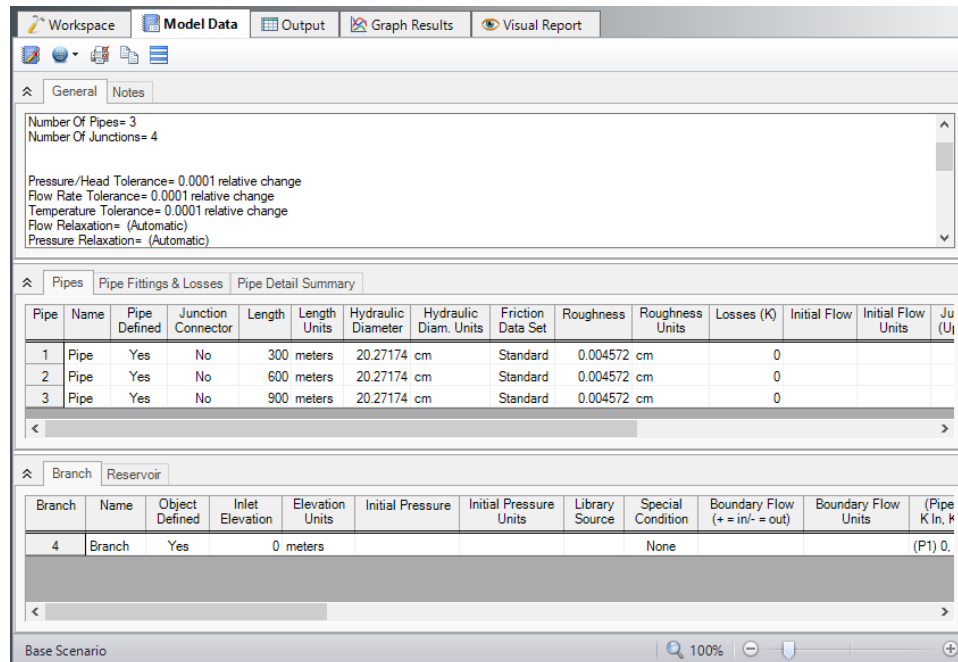 Workspace Model Data Output Graph Results Visual Report
General Notes
Number Of Pipes= 3
Number Of Junctions= 4
Pressure/Head Tolerance= 0.0001 relative change
Flow Rate Tolerance= 0.0001 relative change
Temperature Tolerance= 0.0001 relative change
Flow Relaxation= (Automatic)
Pressure Relaxation= (Automatic)
Pipes Pipe Fittings & Losses Pipe Detail Summary
Pipe Name Pipe Defined Junction Connector Length Length Units Hydraulic Diameter Hydraulic Diam. Units Friction Data Set Roughness Roughness Units Losses (K) Initial Flow Initial Flow Units Ju (U
1 Pipe Yes No 300 meters 20.27174 cm Standard 0.004572 cm 0
2 Pipe Yes No 600 meters 20.27174 cm Standard 0.004572 cm 0
3 Pipe Yes No 900 meters 20.27174 cm Standard 0.004572 cm 0
Branch Reservoir
Branch Name Object Defined Inlet Elevation Elevation Units Initial Pressure Initial Pressure Units Library Source Special Condition Boundary Flow (+ = in/- = out) Boundary Flow Units (Pipe K In, K
4 Branch Yes 0 meters None (P1) 0,
Base Scenario 100%